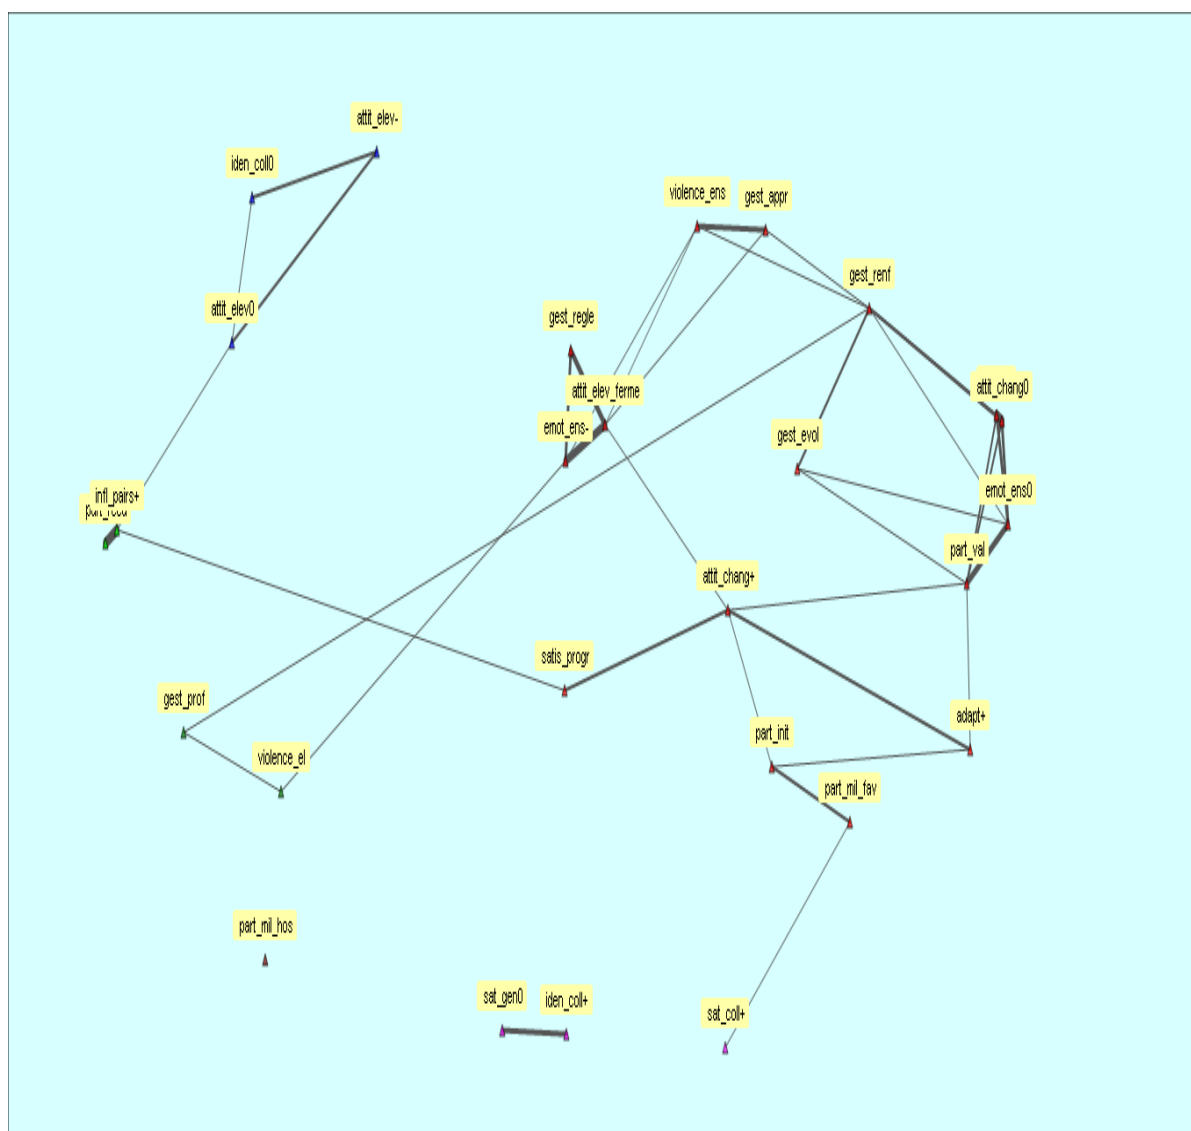 attit_elev-
iden_coll0
violence_ens
gest_appr
gest_renf
attit_elev0
gest_regle
attit_elev_ferme
attit_chang0
emot_ens-
gest_evol
emot_ens0
infl_pairs+
part_val
attit_chang+
satis_progr
gest_prof
adapt+
part_init
violence_el
part_mil_fav
part_mil_hos
sat_gen0
iden_coll+
sat_coll+